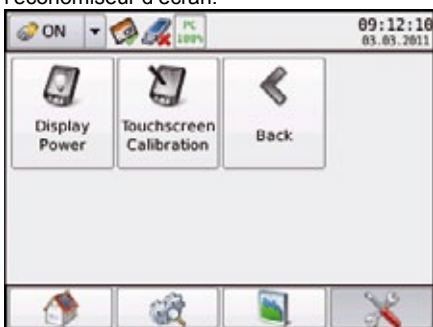 l'économiseur d'écran.
ON
PC
100%
09:12:10
03.03.2011
Display
Power
Touchscreen
Calibration
Back